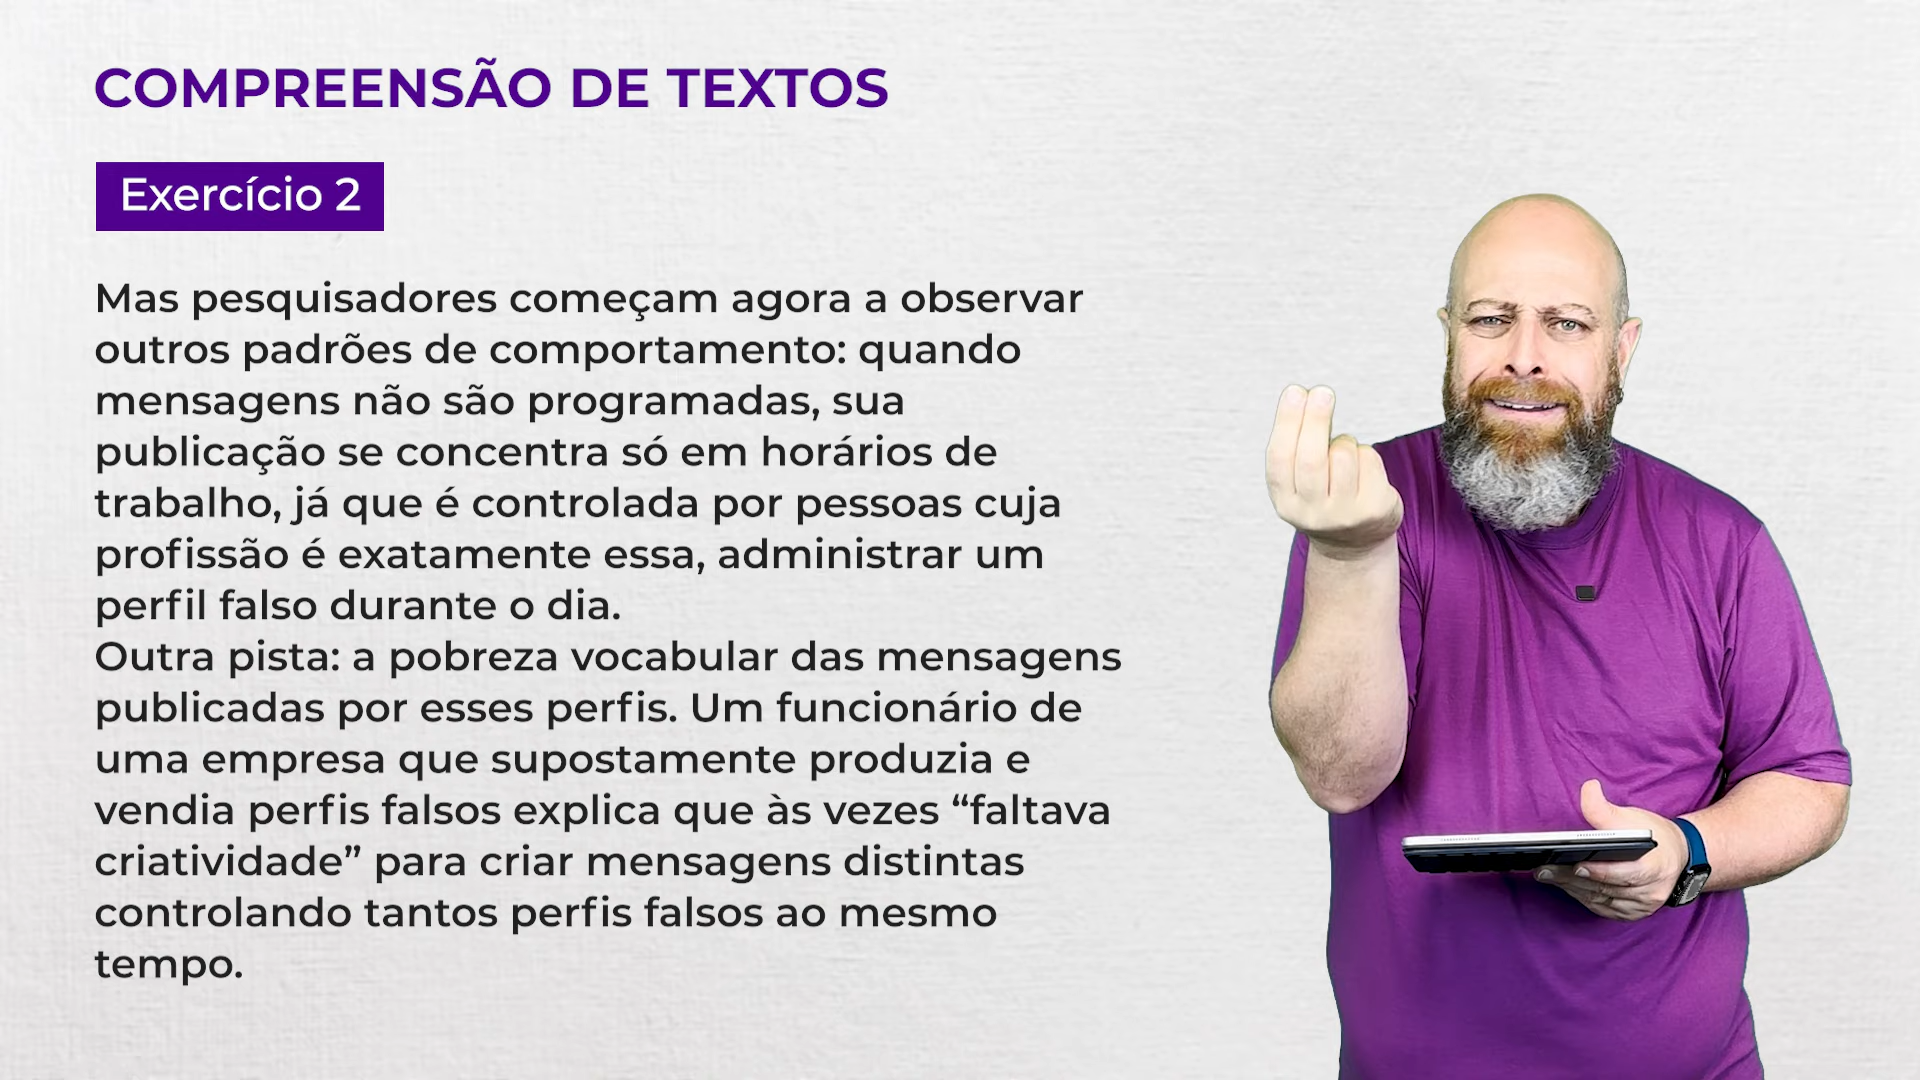 COMPREENSÃO DE TEXTOS
Exercício 2
Mas pesquisadores começam agora a observar
outros padrões de comportamento: quando
mensagens não são programadas, sua
publicação se concentra só em horários de
trabalho, já que é controlada por pessoas cuja
profissão é exatamente essa, administrar um
perfil falso durante o dia.
Outra pista: a pobreza vocabular das mensagens
publicadas por esses perfis. Um funcionário de
uma empresa que supostamente produzia e
vendia perfis falsos explica que às vezes “faltava
criatividade” para criar mensagens distintas
controlando tantos perfis falsos ao mesmo
tempo.